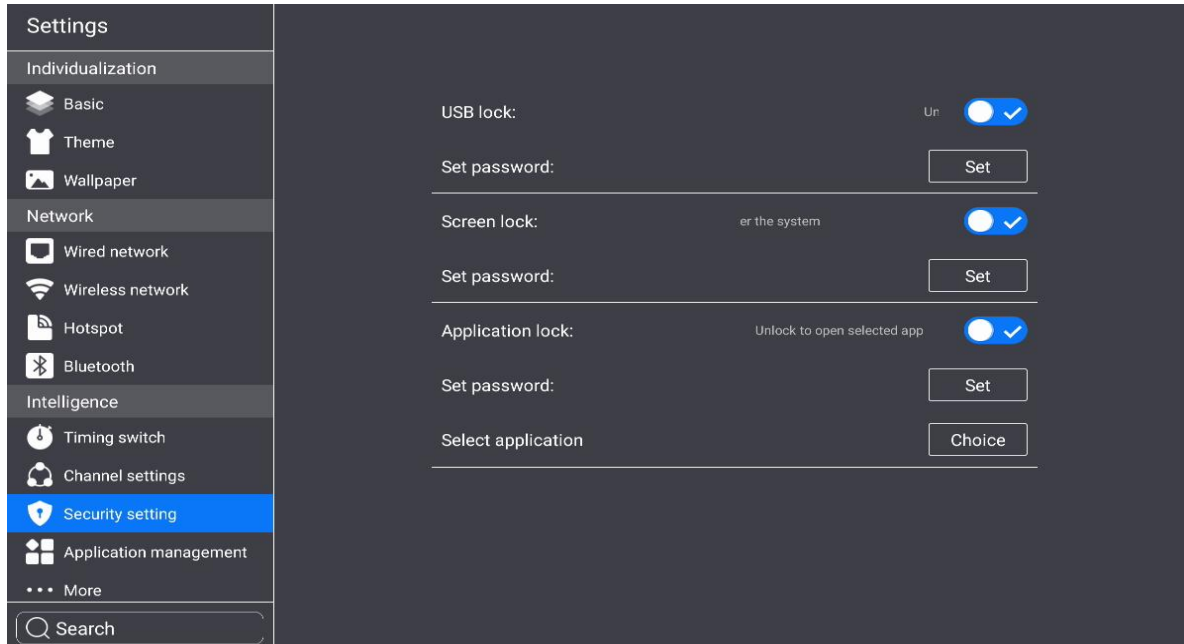 Settings
Individualization
Basic
Theme
Wallpaper
Network
Wired network
Wireless network
Hotspot
Bluetooth
Intelligence
Timing switch
Channel settings
Security setting
Application management
More
Search
USB lock: Un
Set password: Set
Screen lock: er the system
Set password: Set
Application lock: Unlock to open selected app
Set password: Set
Select application Choice